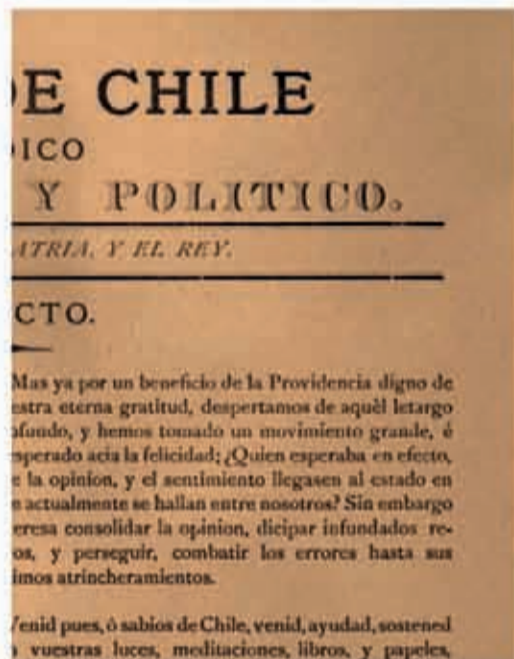 DE CHILE
ICO
Y POLITICO.
ATRIA, Y EL REY.
CTO.
Mas ya por un beneficio de la Providencia digno de
estra eterna gratitud, despertamos de aquèl letargo
ofundo, y hemos tomado un movimiento grande, é
esperado acia la felicidad; ¿Quien esperaba en efecto,
e la opinion, y el sentimiento llegasen al estado en
e actualmente se hallan entre nosotros? Sin embargo
eresa consolidar la opinion, dicipar infundados re-
os, y perseguir, combatir los errores hasta sus
imos atrincheramientos.
Venid pues, ò sabios de Chile, venid, ayudad, sostened
vuestras luces, meditaciones, libros, y papeles,